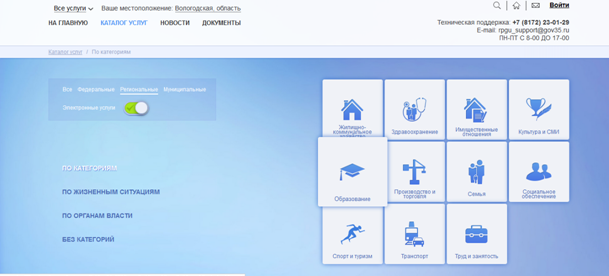 Все услуги
Ваше местоположение: Вологодская, область
Войти
НА ГЛАВНУЮ КАТАЛОГ УСЛУГ НОВОСТИ ДОКУМЕНТЫ
Техническая поддержка: +7 (8172) 23-01-29
E-mail: rpgu_support@gov35.ru
ПН-ПТ С 8-00 ДО 17-00
Каталог услуг / По категориям
Все Федеральные Региональные Муниципальные
Электронные услуги
ПО КАТЕГОРИЯМ
ПО ЖИЗНЕННЫМ СИТУАЦИЯМ
ПО ОРГАНАМ ВЛАСТИ
БЕЗ КАТЕГОРИЙ
Жилищно-
коммунальное
хозяйство
Здравоохранение
Имущественные
отношения
Культура и СМИ
Образование
Производство и
торговля
Семья
Социальное
обеспечение
Спорт и туризм
Транспорт
Труд и занятость